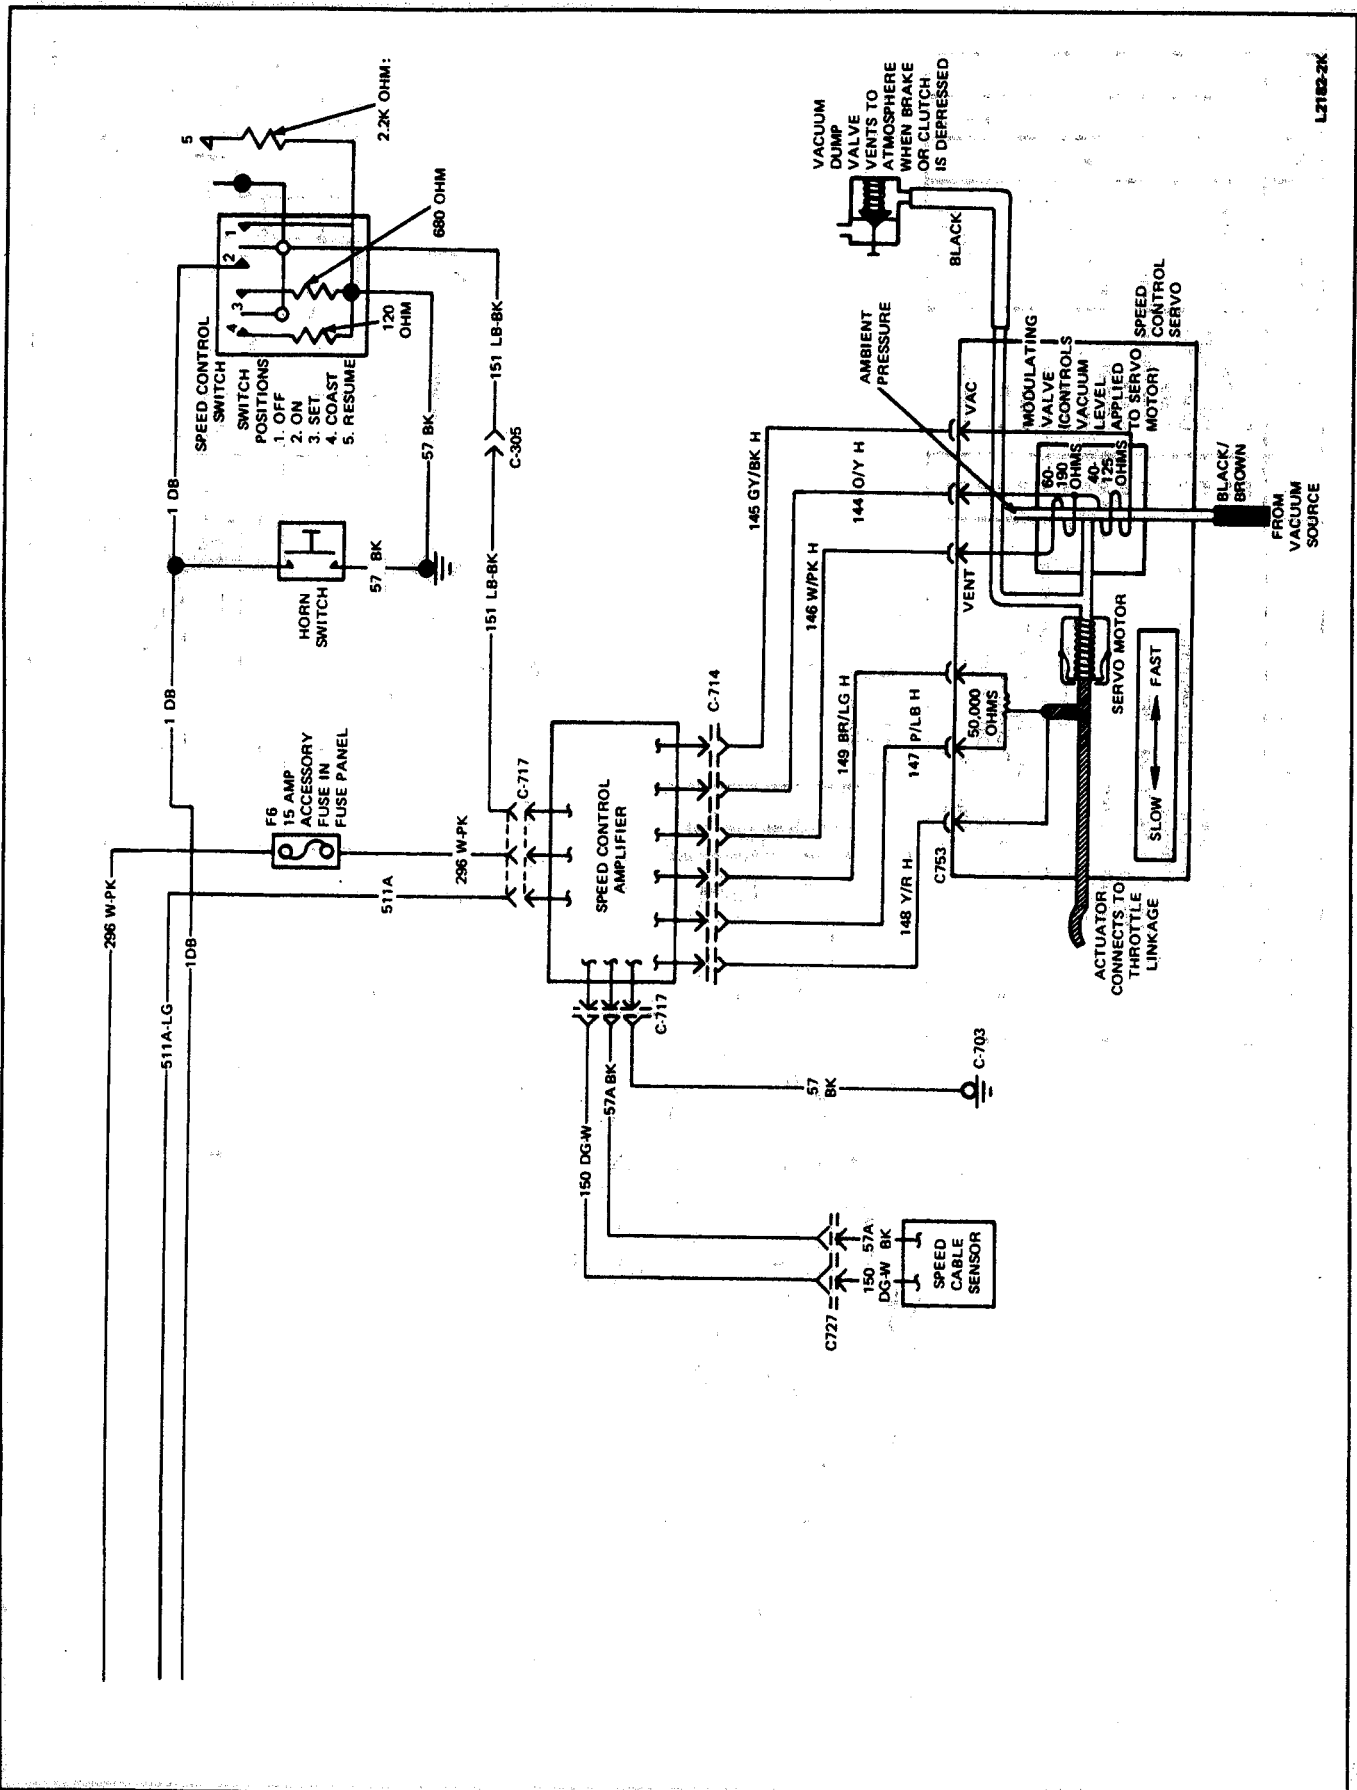 5
2.2K OHM:
680 OHM
1
2
3
4
120
OHM
SPEED CONTROL
SWITCH
SWITCH
POSITIONS
1. OFF
2. ON
3. SET
4. COAST
5. RESUME
1 DB
57 BK
151 LB-BK
C-305
151 LB-BK
HORN
SWITCH
57 BK
1 DB
F6
15 AMP
ACCESSORY
FUSE IN
FUSE PANEL
296 W-PK
511A
296 W-PK
511A-LG
1DB
C-717
SPEED CONTROL
AMPLIFIER
C-714
C-717
150 DG-W
57A BK
57
BK
C-703
C727
150
DG-W
57A
BK
SPEED
CABLE
SENSOR
145 GY/BK H
144 O/Y H
146 W/PK H
149 BR/LG H
147 P/LB H
148 Y/R H
C753
VACUUM
DUMP
VALVE
VENTS TO
ATMOSPHERE
WHEN BRAKE
OR CLUTCH
IS DEPRESSED
BLACK
AMBIENT
PRESSURE
VAC
VENT
MODULATING
VALVE
(CONTROLS
VACUUM
LEVEL
APPLIED
TO SERVO
MOTOR)
SPEED
CONTROL
SERVO
60-
190
OHMS
40-
125
OHMS
BLACK/
BROWN
FROM
VACUUM
SOURCE
50,000
OHMS
SERVO MOTOR
SLOW
FAST
ACTUATOR
CONNECTS TO
THROTTLE
LINKAGE
L2182-2K